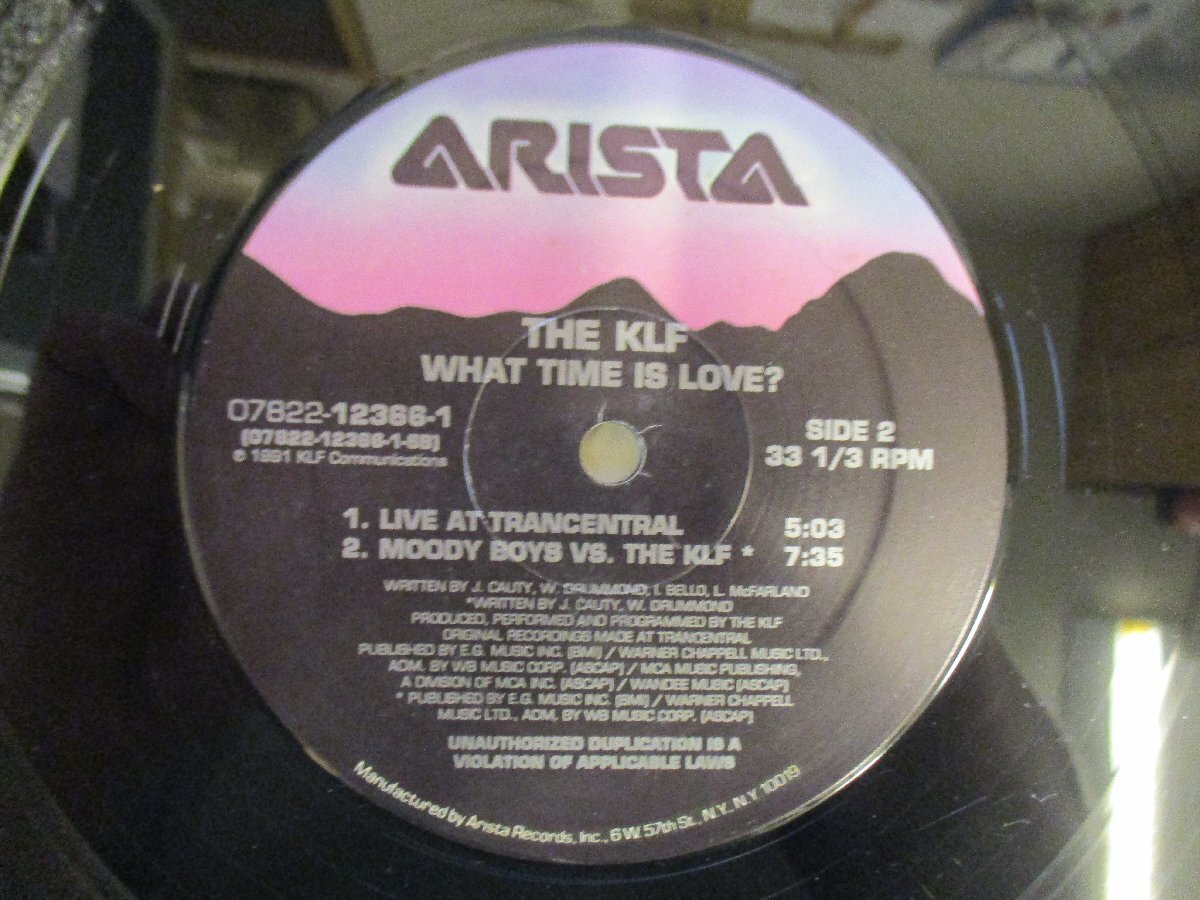 ARISTA
THE KLF
WHAT TIME IS LOVE?
07822-12366-1
(07822-12366-1-SB)
℗ 1991 KLF Communications
SIDE 2
33 1/3 RPM
1. LIVE AT TRANCENTRAL 5:03
2. MOODY BOYS VS. THE KLF * 7:35
WRITTEN BY J. CAUTY, W. DRUMMOND, I. BELLO, L. McFARLAND
*WRITTEN BY J. CAUTY, W. DRUMMOND
PRODUCED, PERFORMED AND PROGRAMMED BY THE KLF
ORIGINAL RECORDINGS MADE AT TRANCENTRAL
PUBLISHED BY E.G. MUSIC INC. (BMI) / WARNER CHAPPELL MUSIC LTD.,
ADM. BY WB MUSIC CORP. (ASCAP) / MCA MUSIC PUBLISHING,
A DIVISION OF MCA INC. (ASCAP) / WANDEE MUSIC (ASCAP)
* PUBLISHED BY E.G. MUSIC INC. (BMI) / WARNER CHAPPELL
MUSIC LTD., ADM. BY WB MUSIC CORP. (ASCAP)
UNAUTHORIZED DUPLICATION IS A
VIOLATION OF APPLICABLE LAWS
Manufactured by Arista Records, Inc., 6 W. 57th St., N.Y. N.Y 10019